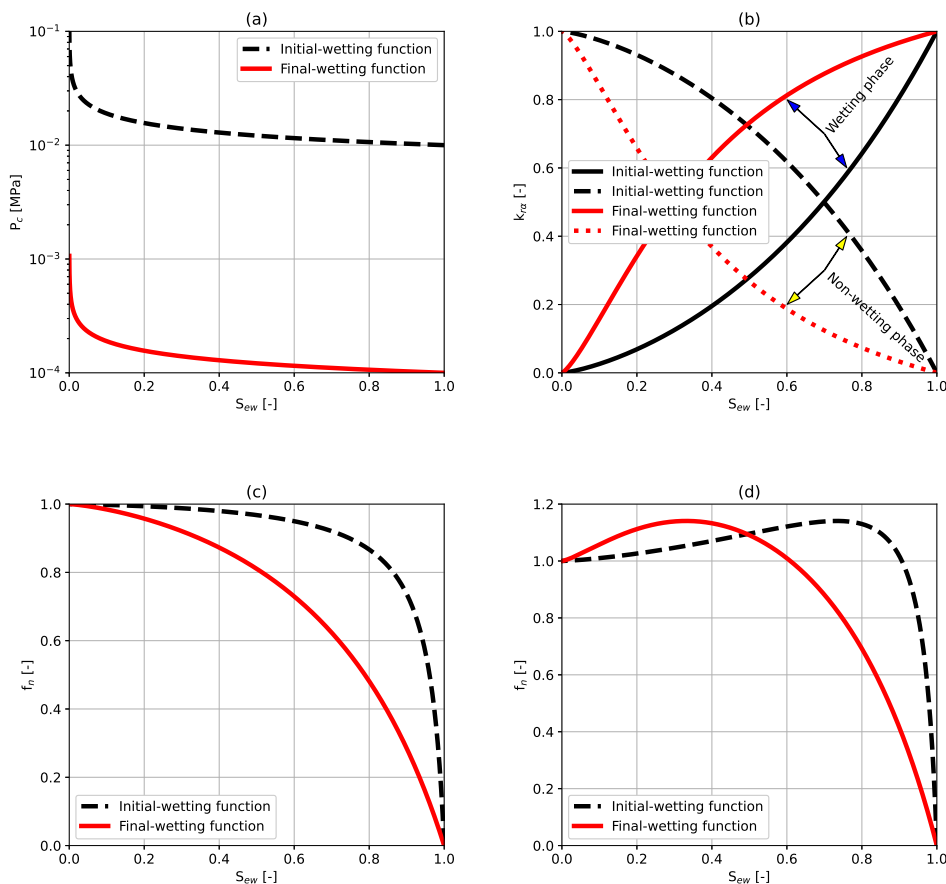 (a)
10⁻¹
10⁻²
10⁻³
10⁻⁴
P_c [MPa]
Initial-wetting function
Final-wetting function
0.0 0.2 0.4 0.6 0.8 1.0
S_ew [-]
(b)
1.0
0.8
0.6
0.4
0.2
0.0
k_rα [-]
Wetting phase
Initial-wetting function
Initial-wetting function
Final-wetting function
Final-wetting function
Non-wetting phase
0.0 0.2 0.4 0.6 0.8 1.0
S_ew [-]
(c)
1.0
0.8
0.6
0.4
0.2
0.0
f_n [-]
Initial-wetting function
Final-wetting function
0.0 0.2 0.4 0.6 0.8 1.0
S_ew [-]
(d)
1.2
1.0
0.8
0.6
0.4
0.2
0.0
f_n [-]
Initial-wetting function
Final-wetting function
0.0 0.2 0.4 0.6 0.8 1.0
S_ew [-]